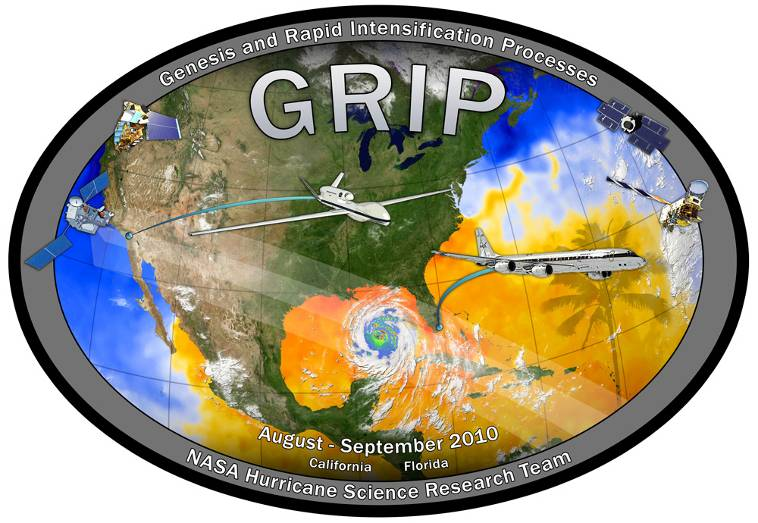 Genesis and Rapid Intensification Processes
GRIP
August - September 2010
California Florida
NASA Hurricane Science Research Team